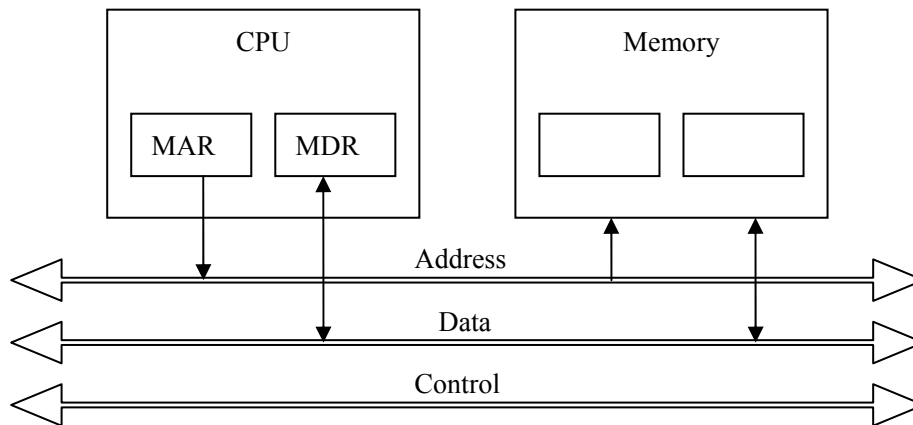 CPU
Memory
MAR
MDR
Address
Data
Control